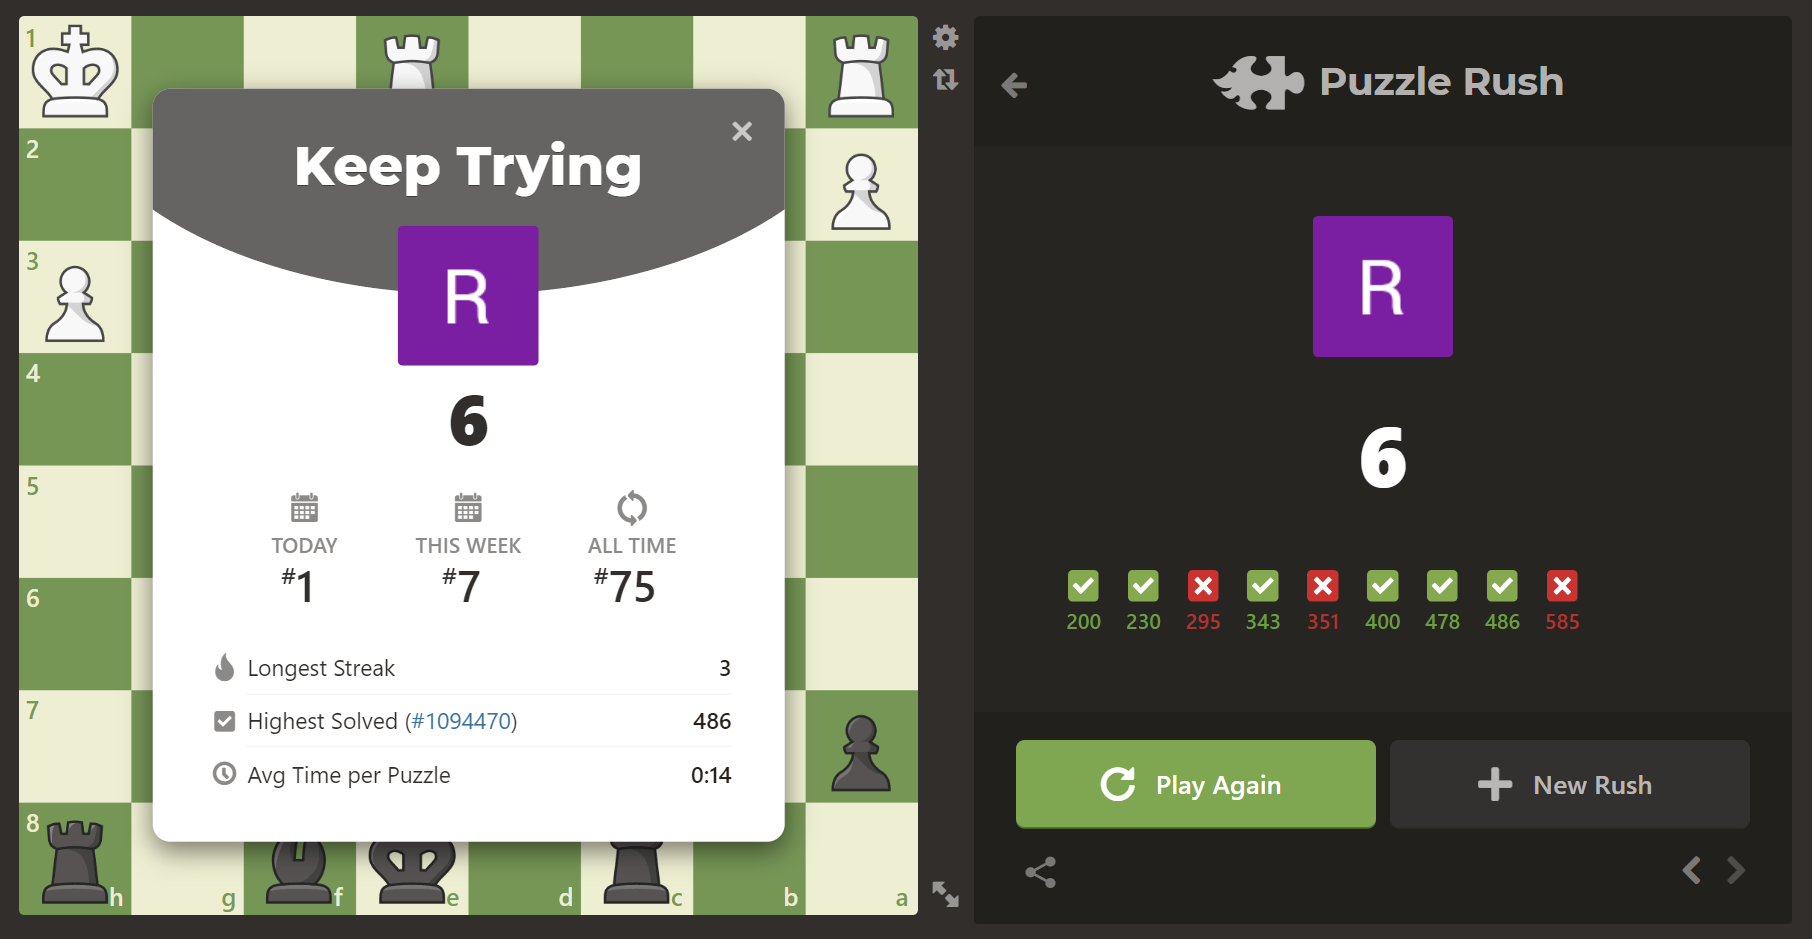 1
2
3
4
5
6
7
8
h
g
f
e
d
c
b
a
Keep Trying
R
6
TODAY
#1
THIS WEEK
#7
ALL TIME
#75
Longest Streak 3
Highest Solved (#1094470) 486
Avg Time per Puzzle 0:14
Puzzle Rush
R
6
200 230 295 343 351 400 478 486 585
Play Again
New Rush